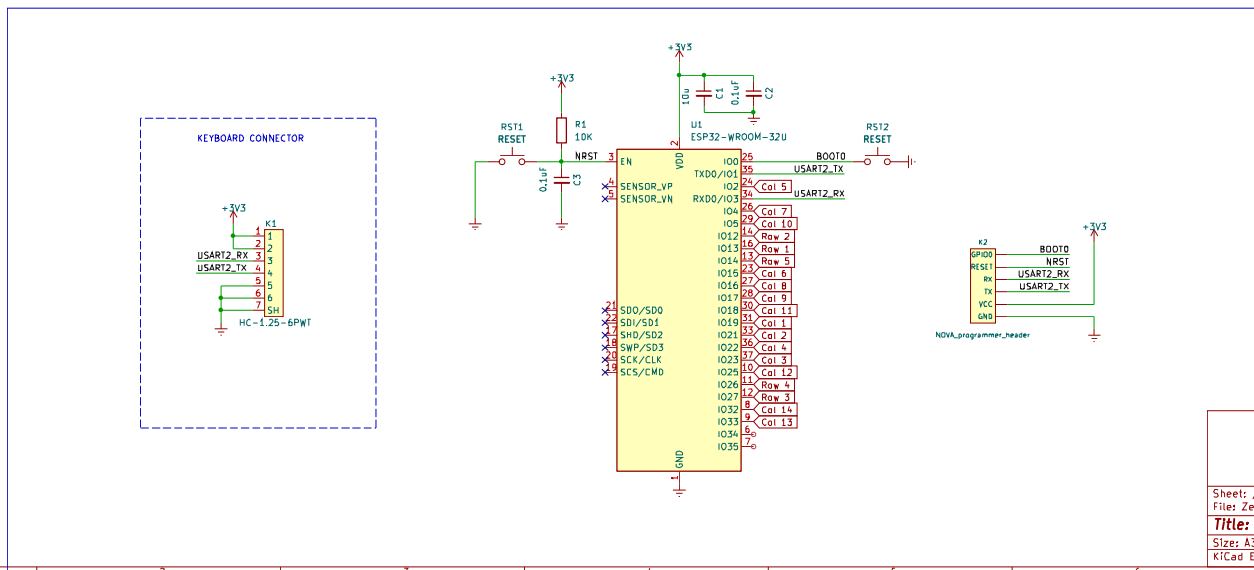 KEYBOARD CONNECTOR
+3V3
K1
1 1
2 2
USART2_RX 3 3
USART2_TX 4 4
5 5
6 6
7 SH
HC-1.25-6PWT
+3V3
R1
10K
RST1
RESET
NRST
0.1uF
C3
+3V3
10u
C1
0.1uF
C2
U1
ESP32-WROOM-32U
2
VDD
3 EN
4 SENSOR_VP
5 SENSOR_VN
21 SDO/SD0
22 SDI/SD1
17 SHD/SD2
18 SWP/SD3
20 SCK/CLK
19 SCS/CMD
IO0 25 BOOT0
TXD0/IO1 35 USART2_TX
IO2 24 Col 5
RXD0/IO3 34 USART2_RX
IO4 26 Col 7
IO5 29 Col 10
IO12 14 Row 2
IO13 16 Row 1
IO14 13 Row 5
IO15 23 Col 6
IO16 27 Col 8
IO17 28 Col 9
IO18 30 Col 11
IO19 31 Col 1
IO21 33 Col 2
IO22 36 Col 4
IO23 37 Col 3
IO25 10 Col 12
IO26 11 Row 4
IO27 12 Row 3
IO32 8 Col 14
IO33 9 Col 13
IO34 6
IO35 7
GND
1
RST2
RESET
K2
GPIO0 BOOT0
RESET NRST
RX USART2_RX
TX USART2_TX
VCC
GND
+3V3
NOVA_programmer_header
Sheet: /
File: Ze
Title:
Size: A3
KiCad E